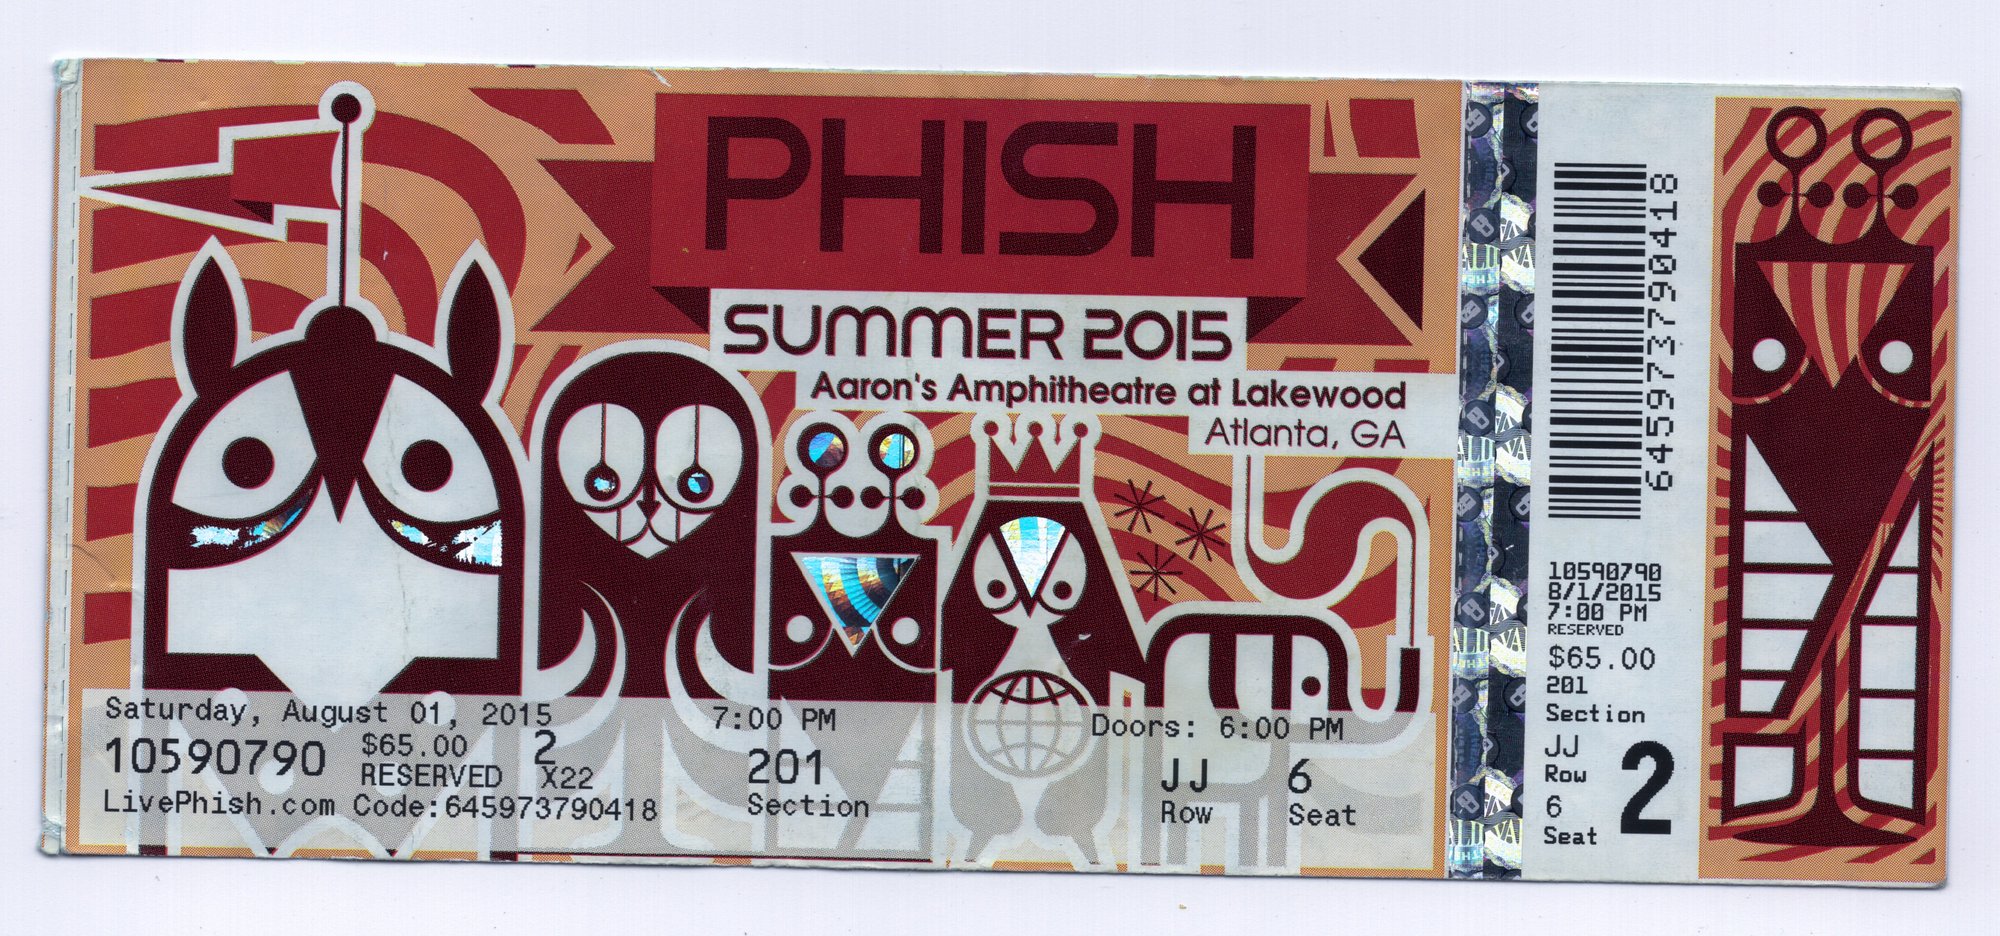 PHISH
SUMMER 2015
Aaron's Amphitheatre at Lakewood
Atlanta, GA
Saturday, August 01, 2015 7:00 PM Doors: 6:00 PM
10590790 $65.00 2 201 JJ 6
RESERVED X22 Section Row Seat
LivePhish.com Code:645973790418
645973790418
10590790
8/1/2015
7:00 PM
RESERVED
$65.00
201
Section
JJ
Row
6
Seat
2